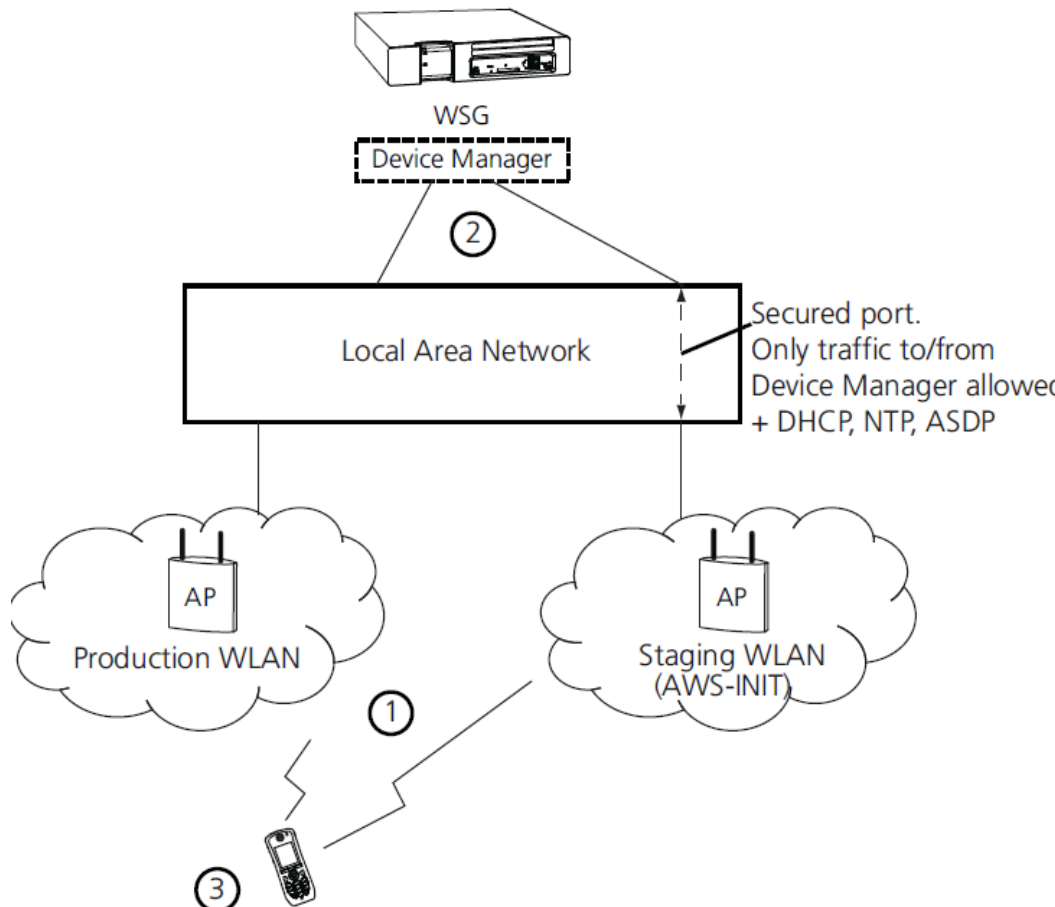 WSG
Device Manager
2
Local Area Network
Secured port.
Only traffic to/from
Device Manager allowed
+ DHCP, NTP, ASDP
AP
Production WLAN
AP
Staging WLAN
(AWS-INIT)
1
3